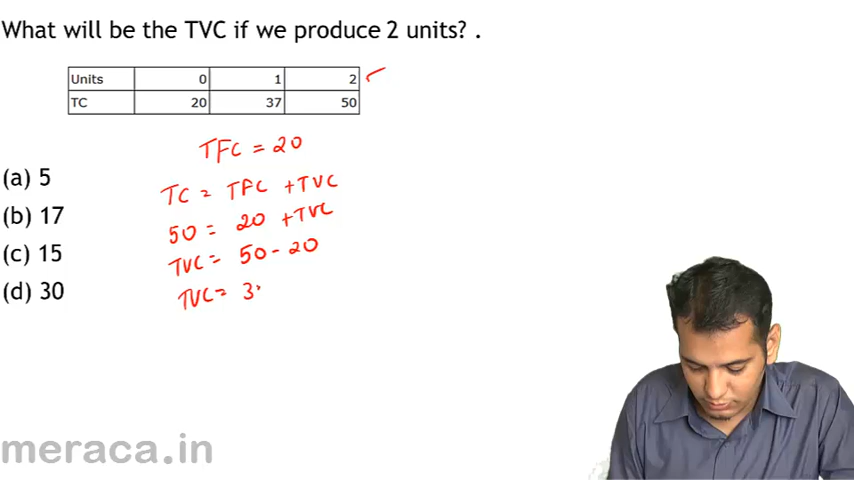 What will be the TVC if we produce 2 units? .
Units 0 1 2
TC 20 37 50
TFC = 20
(a) 5
TC = TFC + TVC
(b) 17
50 = 20 + TVC
(c) 15
TVC = 50 - 20
(d) 30
TVC = 3
meraca.in